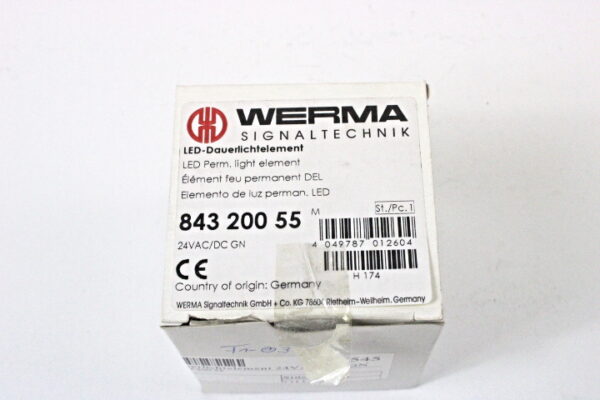 WERMA
SIGNALTECHNIK
LED-Dauerlichtelement
LED Perm. light element
Élément feu permanent DEL
Elemento de luz perman. LED
843 200 55 M
St./Pc. 1
24VAC/DC GN
4 049787 012604
H 174
CE
Country of origin: Germany
WERMA Signaltechnik GmbH + Co. KG 78604 Rietheim-Weilheim, Germany
545
24V